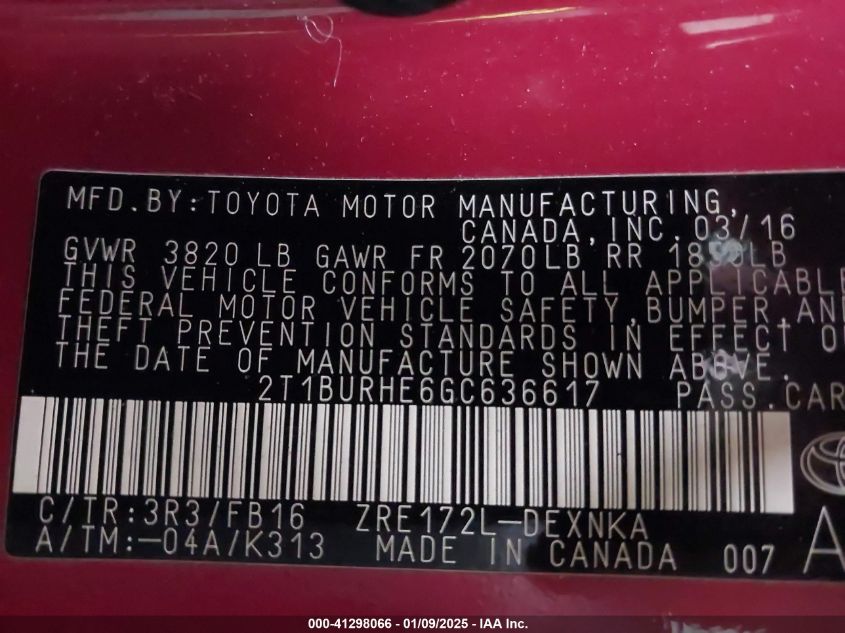 MFD.BY:TOYOTA MOTOR MANUFACTURING,
CANADA,INC.03/16
GVWR 3820 LB GAWR FR 2070LB RR LB
THIS VEHICLE CONFORMS TO ALL APPLICABLE
FEDERAL MOTOR VEHICLE SAFETY,BUMPER,AND
THEFT PREVENTION STANDARDS IN EFFECT
THE DATE OF MANUFACTURE SHOWN ABOVE.
2T1BURHE6GC636617 PASS.CAR
C/TR:3R3/FB16 ZRE172L-DEXNKA
A/TM:-04A/K313 MADE IN CANADA 007 A
000-41298066 - 01/09/2025 - IAA Inc.